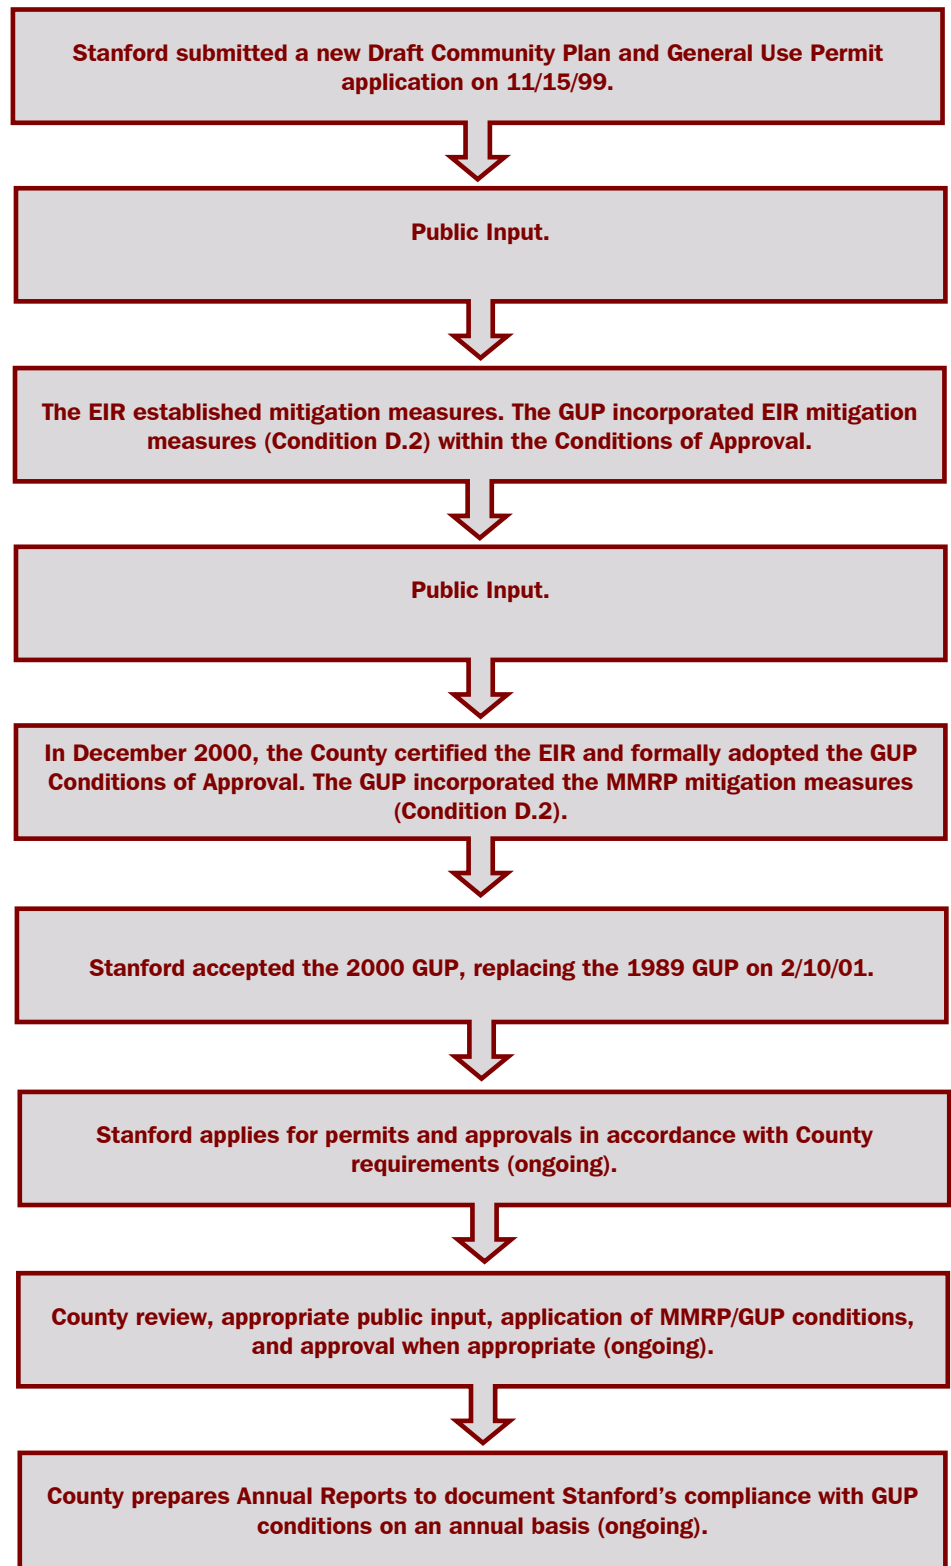 Stanford submitted a new Draft Community Plan and General Use Permit
application on 11/15/99.
Public Input.
The EIR established mitigation measures. The GUP incorporated EIR mitigation
measures (Condition D.2) within the Conditions of Approval.
Public Input.
In December 2000, the County certified the EIR and formally adopted the GUP
Conditions of Approval. The GUP incorporated the MMRP mitigation measures
(Condition D.2).
Stanford accepted the 2000 GUP, replacing the 1989 GUP on 2/10/01.
Stanford applies for permits and approvals in accordance with County
requirements (ongoing).
County review, appropriate public input, application of MMRP/GUP conditions,
and approval when appropriate (ongoing).
County prepares Annual Reports to document Stanford’s compliance with GUP
conditions on an annual basis (ongoing).